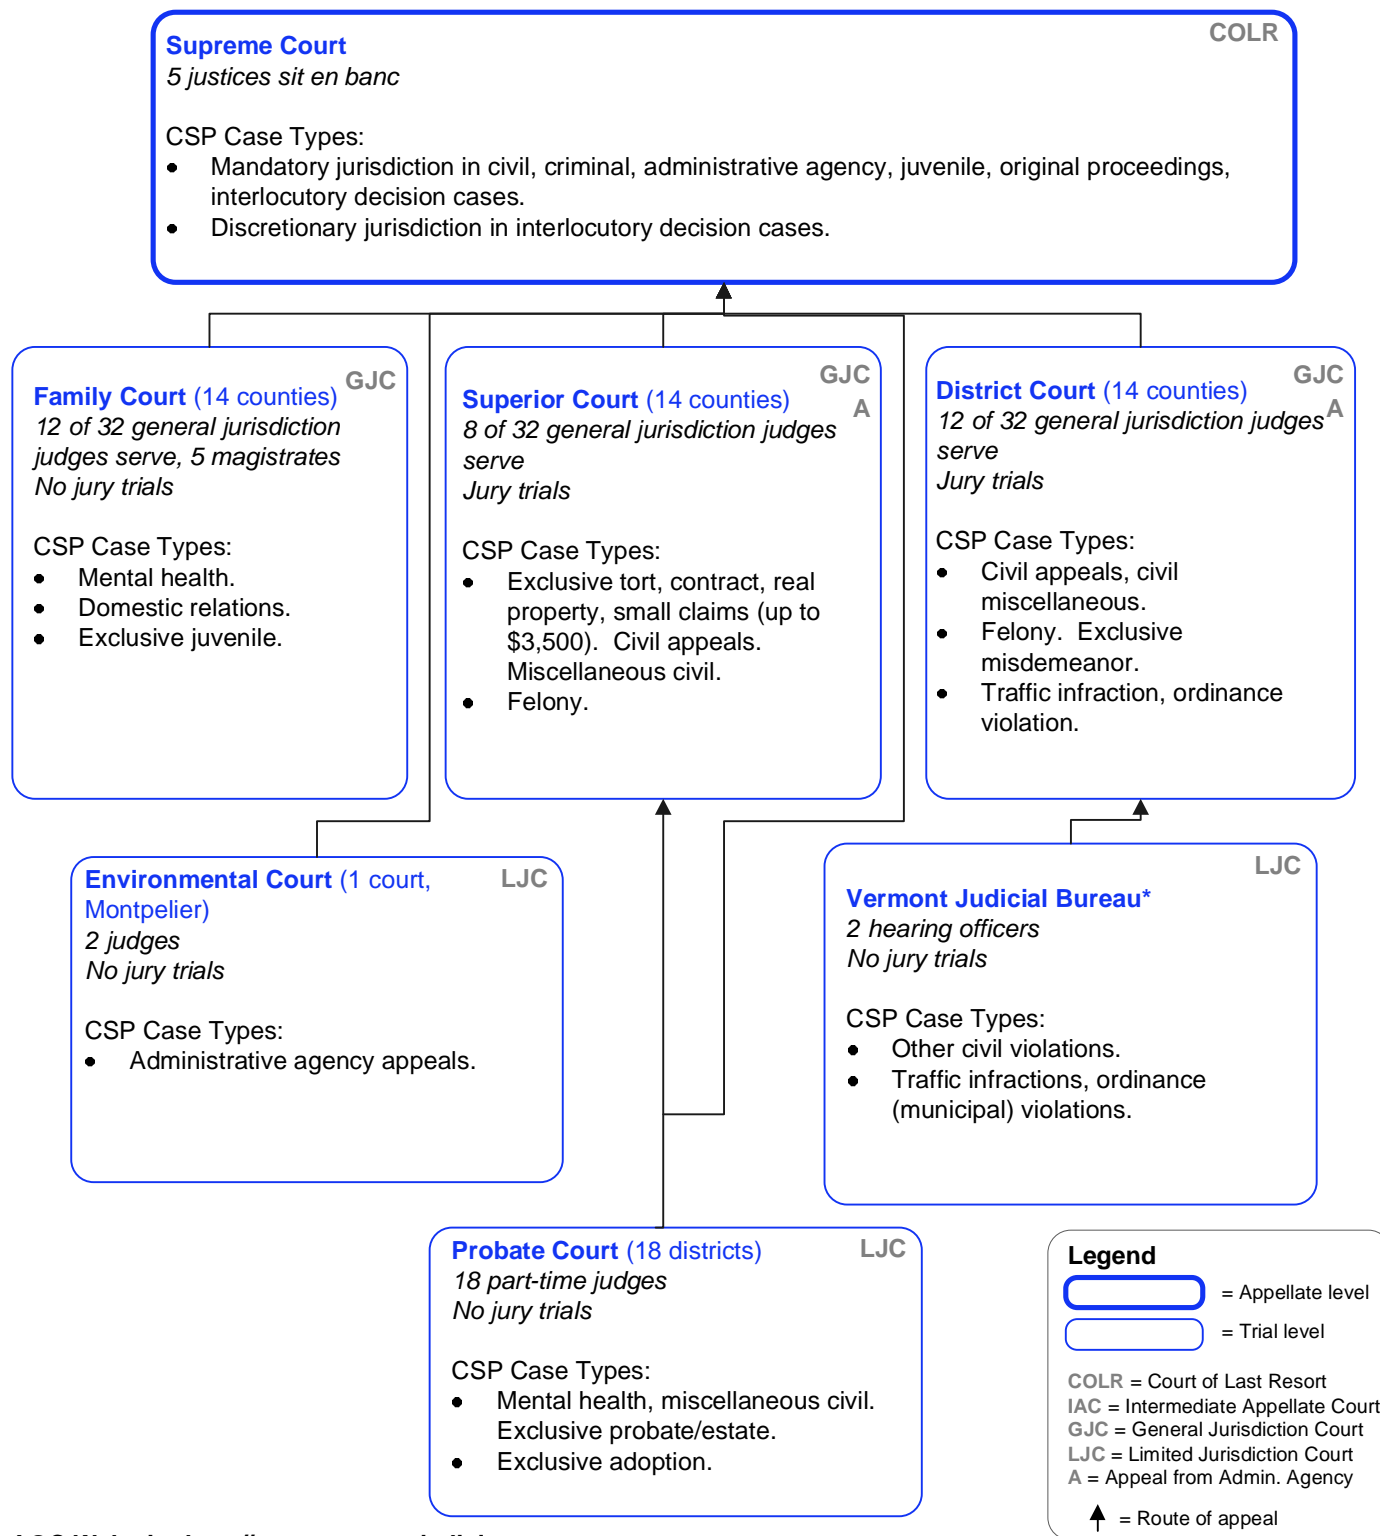 COLR
Supreme Court
5 justices sit en banc
CSP Case Types:
• Mandatory jurisdiction in civil, criminal, administrative agency, juvenile, original proceedings,
interlocutory decision cases.
• Discretionary jurisdiction in interlocutory decision cases.
GJC
Family Court (14 counties)
12 of 32 general jurisdiction
judges serve, 5 magistrates
No jury trials
CSP Case Types:
• Mental health.
• Domestic relations.
• Exclusive juvenile.
GJC
A
Superior Court (14 counties)
8 of 32 general jurisdiction judges
serve
Jury trials
CSP Case Types:
• Exclusive tort, contract, real
property, small claims (up to
$3,500). Civil appeals.
Miscellaneous civil.
• Felony.
GJC
A
District Court (14 counties)
12 of 32 general jurisdiction judges
serve
Jury trials
CSP Case Types:
• Civil appeals, civil
miscellaneous.
• Felony. Exclusive
misdemeanor.
• Traffic infraction, ordinance
violation.
LJC
Environmental Court (1 court,
Montpelier)
2 judges
No jury trials
CSP Case Types:
• Administrative agency appeals.
LJC
Vermont Judicial Bureau*
2 hearing officers
No jury trials
CSP Case Types:
• Other civil violations.
• Traffic infractions, ordinance
(municipal) violations.
LJC
Probate Court (18 districts)
18 part-time judges
No jury trials
CSP Case Types:
• Mental health, miscellaneous civil.
Exclusive probate/estate.
• Exclusive adoption.
Legend
= Appellate level
= Trial level
COLR = Court of Last Resort
IAC = Intermediate Appellate Court
GJC = General Jurisdiction Court
LJC = Limited Jurisdiction Court
A = Appeal from Admin. Agency
= Route of appeal